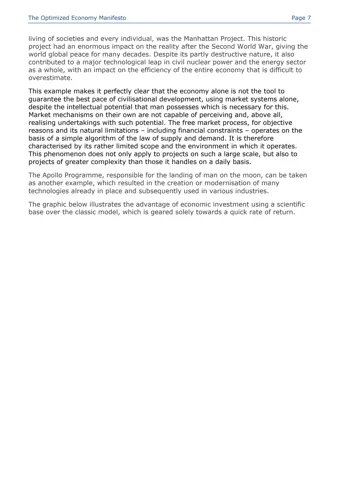 The Optimized Economy Manifesto Page 7
living of societies and every individual, was the Manhattan Project. This historic
project had an enormous impact on the reality after the Second World War, giving the
world global peace for many decades. Despite its partly destructive nature, it also
contributed to a major technological leap in civil nuclear power and the energy sector
as a whole, with an impact on the efficiency of the entire economy that is difficult to
overestimate.
This example makes it perfectly clear that the economy alone is not the tool to
guarantee the best pace of civilisational development, using market systems alone,
despite the intellectual potential that man possesses which is necessary for this.
Market mechanisms on their own are not capable of perceiving and, above all,
realising undertakings with such potential. The free market process, for objective
reasons and its natural limitations – including financial constraints – operates on the
basis of a simple algorithm of the law of supply and demand. It is therefore
characterised by its rather limited scope and the environment in which it operates.
This phenomenon does not only apply to projects on such a large scale, but also to
projects of greater complexity than those it handles on a daily basis.
The Apollo Programme, responsible for the landing of man on the moon, can be taken
as another example, which resulted in the creation or modernisation of many
technologies already in place and subsequently used in various industries.
The graphic below illustrates the advantage of economic investment using a scientific
base over the classic model, which is geared solely towards a quick rate of return.